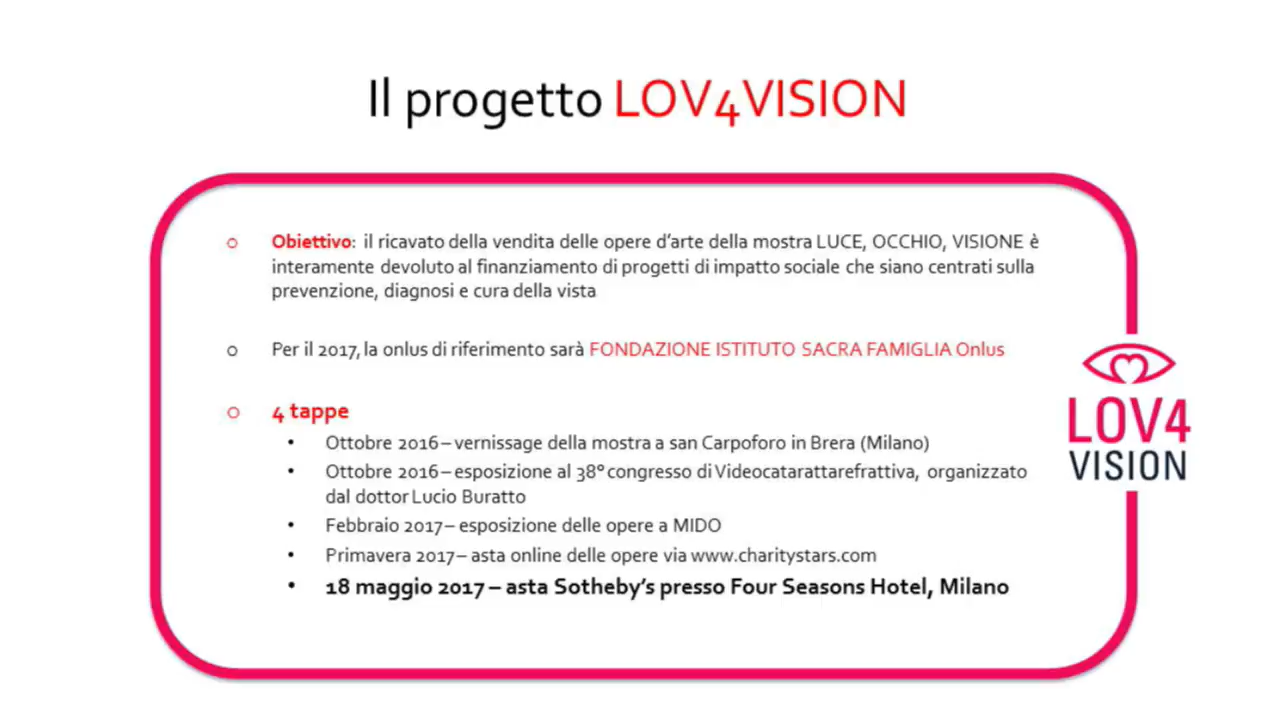 Il progetto LOV4VISION
Obiettivo: il ricavato della vendita delle opere d'arte della mostra LUCE, OCCHIO, VISIONE è
interamente devoluto al finanziamento di progetti di impatto sociale che siano centrati sulla
prevenzione, diagnosi e cura della vista
Per il 2017, la onlus di riferimento sarà FONDAZIONE ISTITUTO SACRA FAMIGLIA Onlus
4 tappe
Ottobre 2016 – vernissage della mostra a san Carpoforo in Brera (Milano)
Ottobre 2016 – esposizione al 38° congresso di Videocatarattarefrattiva, organizzato
dal dottor Lucio Buratto
Febbraio 2017 – esposizione delle opere a MIDO
Primavera 2017 – asta online delle opere via www.charitystars.com
18 maggio 2017 – asta Sotheby's presso Four Seasons Hotel, Milano
LOV4
VISION